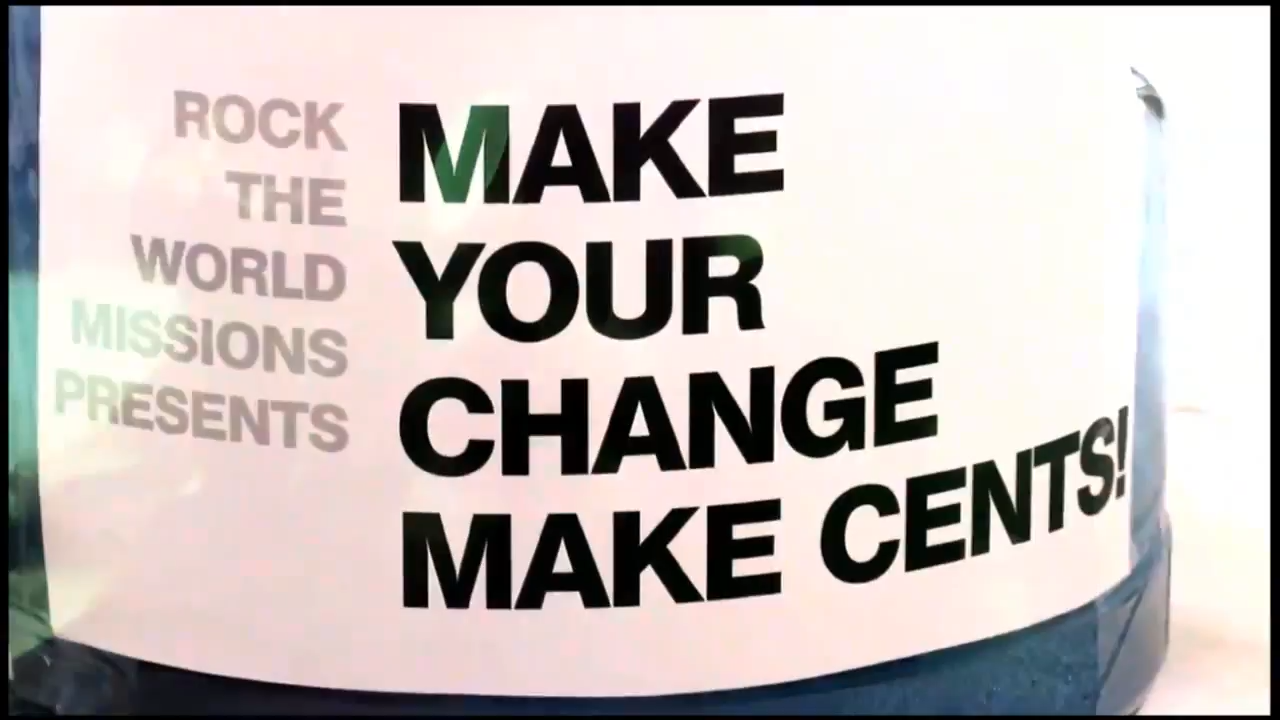 ROCK
THE
WORLD
MISSIONS
PRESENTS
MAKE
YOUR
CHANGE
MAKE CENTS!